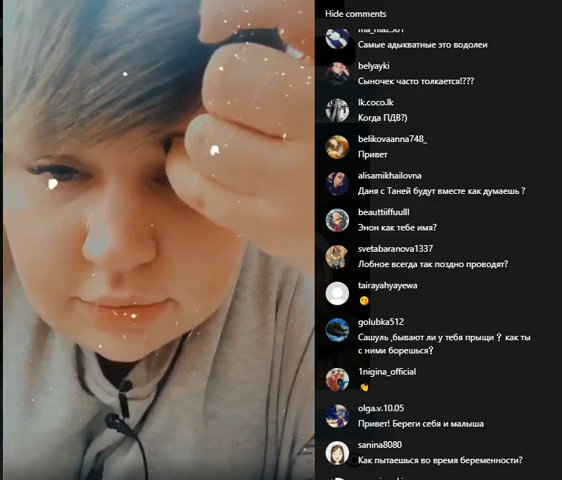 Hide comments
Самые адыкватные это водолеи
belyayki
Сыночек часто толкается!???
lk.coco.lk
Когда ПДВ?)
belikovaanna748_
Привет
alisamikhailovna
Даня с Таней будут вместе как думаешь ?
beauttiiffuulll
Энон как тебе имя?
svetabaranova1337
Лобное всегда так поздно проводят?
tairayahyayewa
😘
golubka512
Сашуль ,бывают ли у тебя прыщи ? как ты
с ними борешься?
1nigina_official
👏
olga.v.10.05
Привет! Береги себя и малыша
sanina8080
Как пытаешься во время беременности?